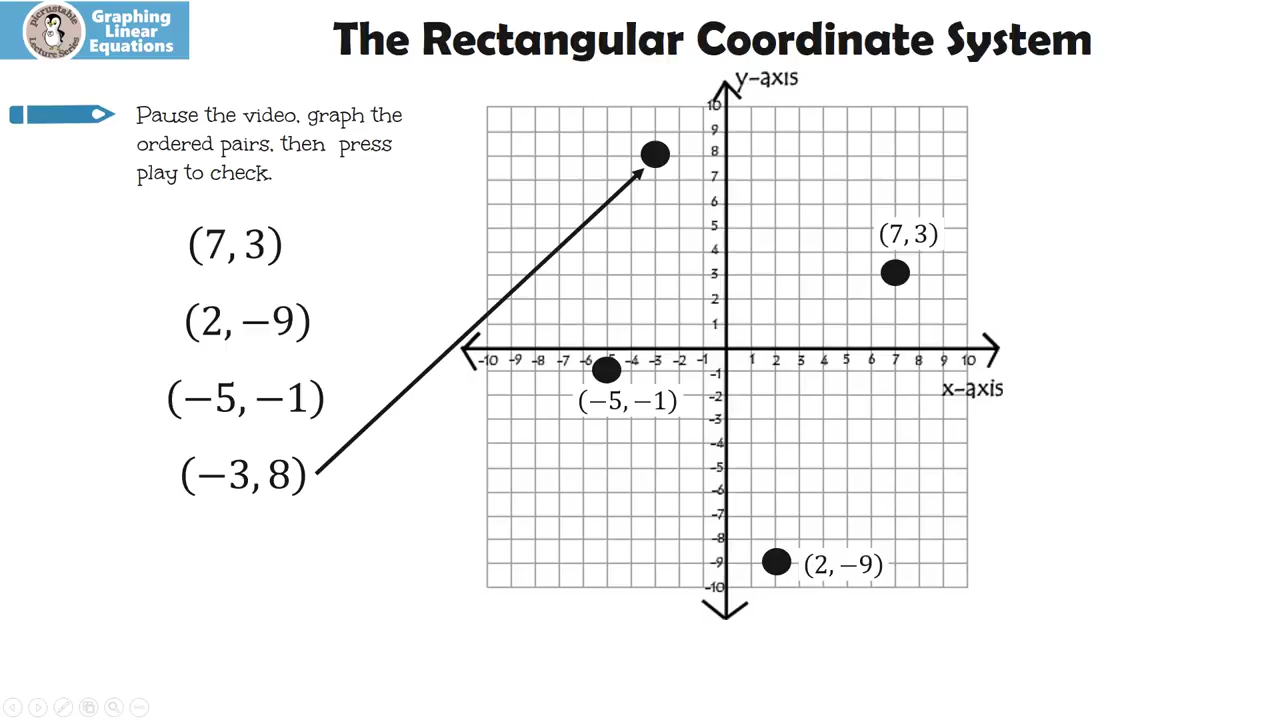 picrustable
Lecture Series
Graphing
Linear
Equations
The Rectangular Coordinate System
Pause the video, graph the
ordered pairs, then press
play to check.
(7, 3)
(2, −9)
(−5, −1)
(−3, 8)
y-axis
10
9
8
7
6
5
4
3
2
1
-10 -9 -8 -7 -6 -5 -4 -3 -2 -1 1 2 3 4 5 6 7 8 9 10
x-axis
-1
-2
-3
-4
-5
-6
-7
-8
-9
-10
(7, 3)
(−5, −1)
(2, −9)